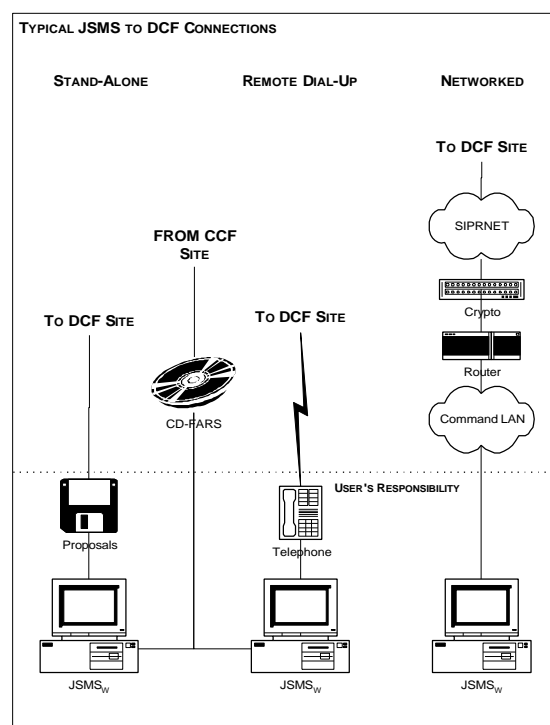 TYPICAL JSMS TO DCF CONNECTIONS
STAND-ALONE
REMOTE DIAL-UP
NETWORKED
TO DCF SITE
SIPRNET
FROM CCF
SITE
Crypto
TO DCF SITE
TO DCF SITE
Router
CD-FARS
Command LAN
USER'S RESPONSIBILITY
Proposals
Telephone
JSMSW
JSMSW
JSMSW